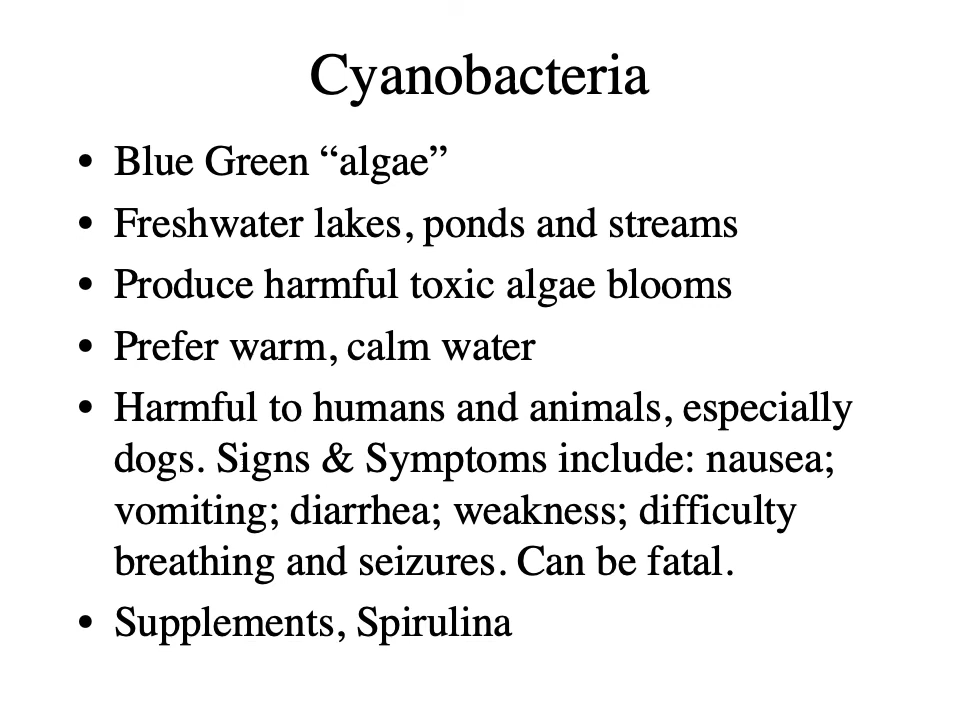 Cyanobacteria
• Blue Green “algae”
• Freshwater lakes, ponds and streams
• Produce harmful toxic algae blooms
• Prefer warm, calm water
• Harmful to humans and animals, especially
dogs. Signs & Symptoms include: nausea;
vomiting; diarrhea; weakness; difficulty
breathing and seizures. Can be fatal.
• Supplements, Spirulina